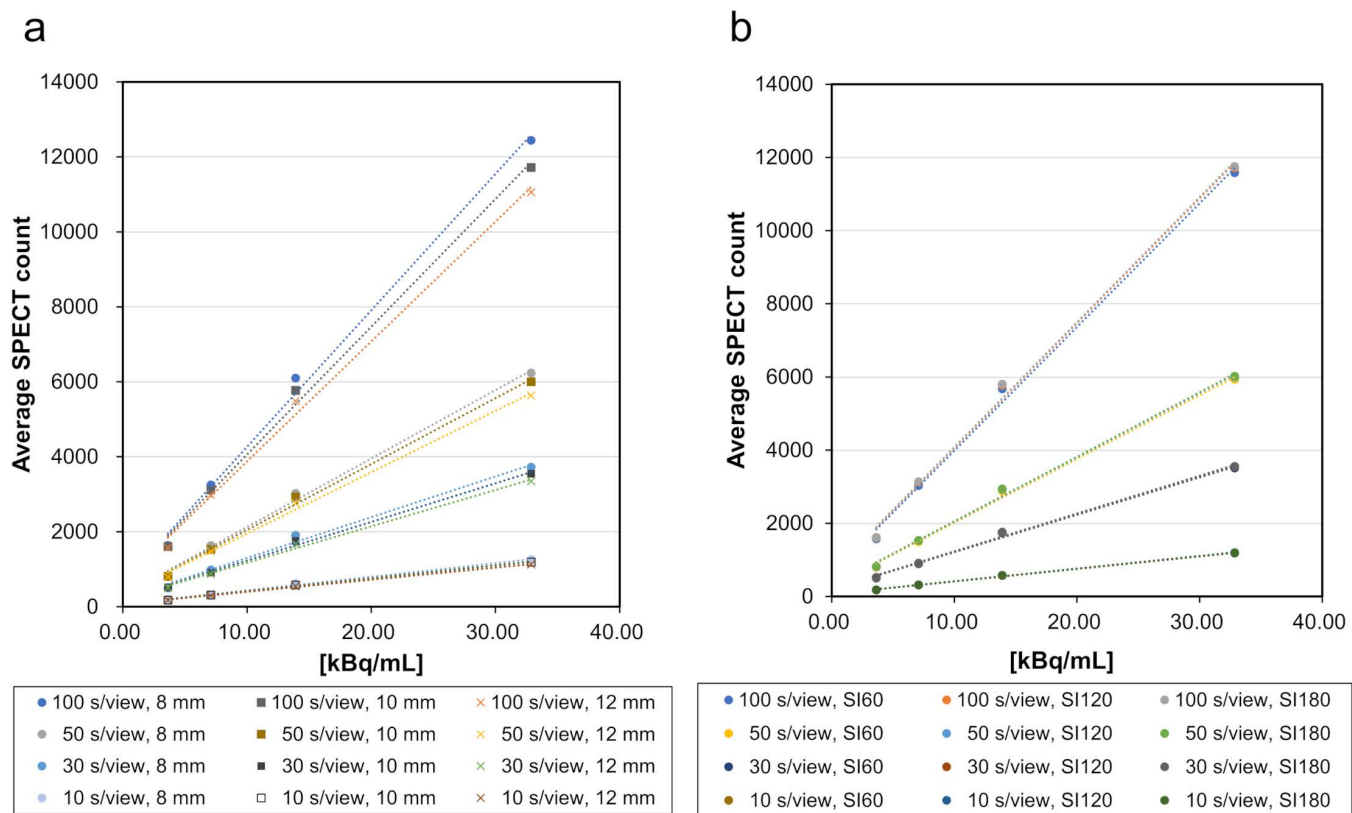 a
14000
12000
10000
8000
6000
4000
2000
0
Average SPECT count
0.00 10.00 20.00 30.00 40.00
[kBq/mL]
100 s/view, 8 mm 100 s/view, 10 mm 100 s/view, 12 mm
50 s/view, 8 mm 50 s/view, 10 mm 50 s/view, 12 mm
30 s/view, 8 mm 30 s/view, 10 mm 30 s/view, 12 mm
10 s/view, 8 mm 10 s/view, 10 mm 10 s/view, 12 mm
b
14000
12000
10000
8000
6000
4000
2000
0
Average SPECT count
0.00 10.00 20.00 30.00 40.00
[kBq/mL]
100 s/view, SI60 100 s/view, SI120 100 s/view, SI180
50 s/view, SI60 50 s/view, SI120 50 s/view, SI180
30 s/view, SI60 30 s/view, SI120 30 s/view, SI180
10 s/view, SI60 10 s/view, SI120 10 s/view, SI180